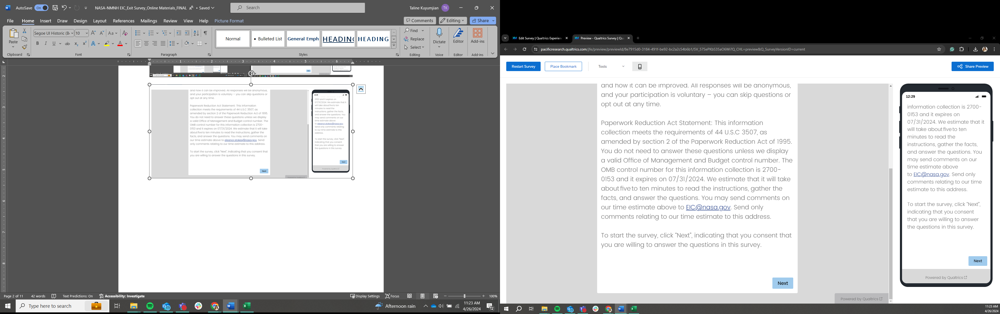 AutoSave On NASA-NMNH EIC_Exit Survey_Online Materials_FINAL • Saved Search Taline Kuyumjian TK
File Home Insert Draw Design Layout References Mailings Review View Help Picture Format Comments Editing Share
Paste Segoe UI Historic (B 10 Aa Normal • Bulleted List General Emph HEADING HEADING Find Replace Select Dictate Editor Add-ins
Clipboard Font Paragraph Styles Editing Voice Editor Add-ins
1 2 3 4 5 6
and how it can be improved. All responses will be anonymous,
and your participation is voluntary – you can skip questions or
opt out at any time.
Paperwork Reduction Act Statement: This information
collection meets the requirements of 44 U.S.C 3507, as
amended by section 2 of the Paperwork Reduction Act of 1995.
You do not need to answer these questions unless we display
a valid Office of Management and Budget control number. The
OMB control number for this information collection is 2700-
0153 and it expires on 07/31/2024. We estimate that it will take
about five to ten minutes to read the instructions, gather the
facts, and answer the questions. You may send comments on
our time estimate above to eleanor.stokes@nasa.gov. Send
only comments relating to our time estimate to this address.
To start the survey, click “Next”, indicating that you consent that
you are willing to answer the questions in this survey.
Next
12:29
0153 and it expires on
07/31/2024. We estimate that it
will take about five to ten
minutes to read the
instructions, gather the facts,
and answer the questions. You
may send comments on our
time estimate above
to eleanor.stokes@nasa.gov.
Send only comments relating
to our time estimate to this
address.
To start the survey, click “Next”,
indicating that you consent
that you are willing to answer
the questions in this survey.
Next
Powered by Qualtrics
Page 2 of 11 42 words Text Predictions: On Accessibility: Investigate Display Settings Focus 100%
Type here to search Afternoon rain 11:23 AM
4/26/2024 12
XM Edit Survey | Qualtrics Experien XM Preview - Qualtrics Survey | Qu
pacificresearch.qualtrics.com/jfe/preview/previewId/8e7915d0-3184-491f-be92-bc2a2c54b6b1/SV_57SePKbS35aO6Wi?Q_CHL=preview&Q_SurveyVersionID=current
Restart Survey Place Bookmark Tools Share Preview
and how it can be improved. All responses will be anonymous,
and your participation is voluntary – you can skip questions or
opt out at any time.
Paperwork Reduction Act Statement: This information
collection meets the requirements of 44 U.S.C 3507, as
amended by section 2 of the Paperwork Reduction Act of 1995.
You do not need to answer these questions unless we display
a valid Office of Management and Budget control number. The
OMB control number for this information collection is 2700-
0153 and it expires on 07/31/2024. We estimate that it will take
about five to ten minutes to read the instructions, gather the
facts, and answer the questions. You may send comments on
our time estimate above to EIC@nasa.gov. Send only
comments relating to our time estimate to this address.
To start the survey, click “Next”, indicating that you consent that
you are willing to answer the questions in this survey.
Next
Powered by Qualtrics
12:29
information collection is 2700-
0153 and it expires on
07/31/2024. We estimate that it
will take about five to ten
minutes to read the
instructions, gather the facts,
and answer the questions. You
may send comments on our
time estimate above
to EIC@nasa.gov. Send only
comments relating to our time
estimate to this address.
To start the survey, click “Next”,
indicating that you consent
that you are willing to answer
the questions in this survey.
Next
Powered by Qualtrics
11:23 AM
4/26/2024